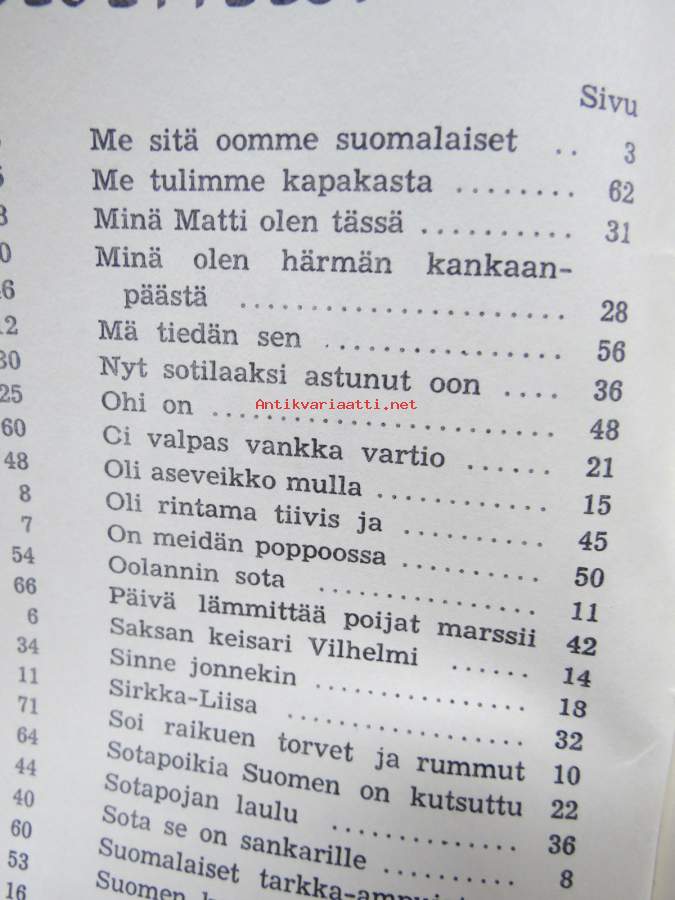 Sivu
Me sitä oomme suomalaiset .. 3
Me tulimme kapakasta ........ 62
Minä Matti olen tässä .......... 31
Minä olen härmän kankaan-
päästä ...................... 28
Mä tiedän sen ................ 56
Nyt sotilaaksi astunut oon .... 36
Ohi on ....................... 48
Ci valpas vankka vartio ...... 21
Oli aseveikko mulla ............ 15
Oli rintama tiivis ja .......... 45
On meidän poppoossa .......... 50
Oolannin sota ................ 11
Päivä lämmittää poijat marssii 42
Saksan keisari Vilhelmi ...... 14
Sinne jonnekin ................ 18
Sirkka-Liisa .................. 32
Soi raikuen torvet ja rummut 10
Sotapoikia Suomen on kutsuttu 22
Sotapojan laulu .............. 36
Sota se on sankarille .......... 8
Suomalaiset
Suomen
30
25
60
48
8
7
54
66
6
34
11
71
64
44
40
60
53
16
Antikvariaatti.net